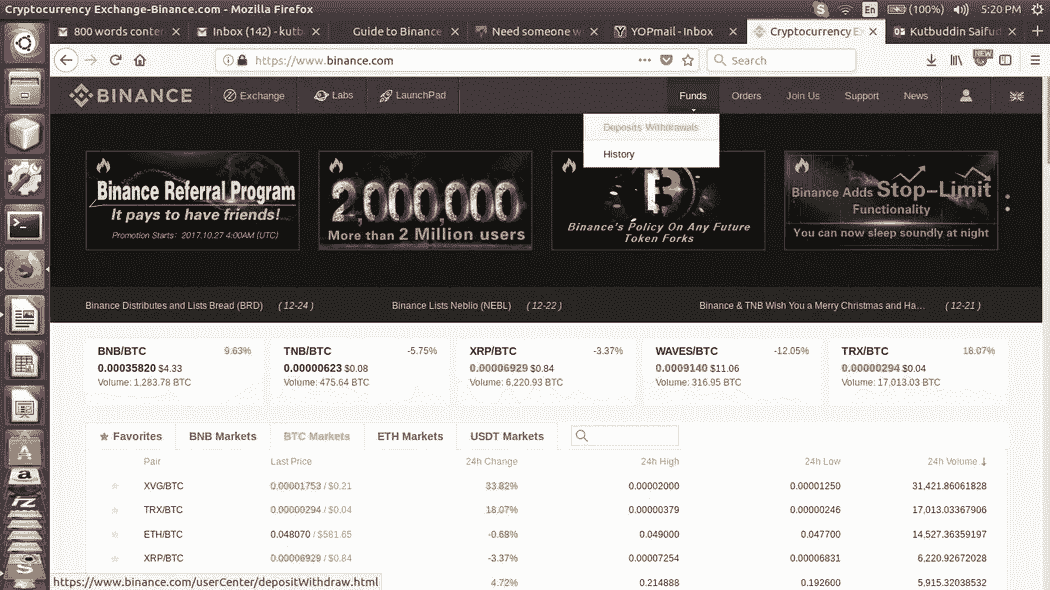 Cryptocurrency Exchange-Binance.com - Mozilla Firefox En (100%) 5:20 PM
800 words conter Inbox (142) - kutb Guide to Binance Need someone w YOPmail - Inbox Cryptocurrency Ex Kutbuddin Saifud
https://www.binance.com Search NEW
BINANCE Exchange Labs LaunchPad Funds Orders Join Us Support News
Deposits Withdrawals
History
Binance Referral Program
It pays to have friends!
Promotion Starts: 2017.10.27 4:00AM (UTC)
2,000,000
More than 2 Million users
Binance's Policy On Any Future
Token Forks
Binance Adds Stop-Limit
Functionality
You can now sleep soundly at night
Binance Distributes and Lists Bread (BRD) ( 12-24 ) Binance Lists Neblio (NEBL) ( 12-22 ) Binance & TNB Wish You a Merry Christmas and Ha... ( 12-21 )
BNB/BTC 9.63% TNB/BTC -5.75% XRP/BTC -3.37% WAVES/BTC -12.05% TRX/BTC 18.07%
0.00035820 $4.33 0.00000623 $0.08 0.00006929 $0.84 0.0009140 $11.06 0.00000294 $0.04
Volume: 1,283.78 BTC Volume: 475.64 BTC Volume: 6,220.93 BTC Volume: 316.95 BTC Volume: 17,013.03 BTC
Favorites BNB Markets BTC Markets ETH Markets USDT Markets
Pair Last Price 24h Change 24h High 24h Low 24h Volume
XVG/BTC 0.00001753 / $0.21 33.82% 0.00002000 0.00001250 31,421.86061828
TRX/BTC 0.00000294 / $0.04 18.07% 0.00000379 0.00000246 17,013.03367906
ETH/BTC 0.048070 / $581.65 -0.68% 0.049000 0.047700 14,527.36359197
XRP/BTC 0.00006929 / $0.84 -3.37% 0.00007254 0.00006831 6,220.92672028
4.72% 0.214888 0.192600 5,915.32038532
https://www.binance.com/userCenter/depositWithdraw.html